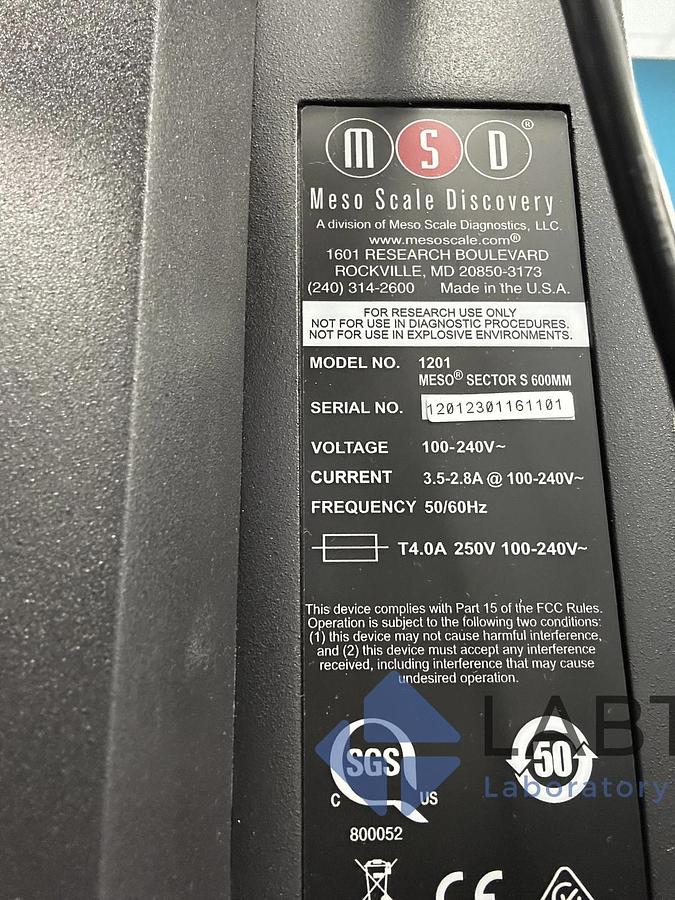 MSD®
Meso Scale Discovery
A division of Meso Scale Diagnostics, LLC.
www.mesoscale.com®
1601 RESEARCH BOULEVARD
ROCKVILLE, MD 20850-3173
(240) 314-2600 Made in the U.S.A.
FOR RESEARCH USE ONLY
NOT FOR USE IN DIAGNOSTIC PROCEDURES.
NOT FOR USE IN EXPLOSIVE ENVIRONMENTS.
MODEL NO. 1201
MESO® SECTOR S 600MM
SERIAL NO. 12012301161101
VOLTAGE 100-240V~
CURRENT 3.5-2.8A @ 100-240V~
FREQUENCY 50/60Hz
T4.0A 250V 100-240V~
This device complies with Part 15 of the FCC Rules.
Operation is subject to the following two conditions:
(1) this device may not cause harmful interference,
and (2) this device must accept any interference
received, including interference that may cause
undesired operation.
LABT
SGS 50
Laboratory
C US
800052
CE